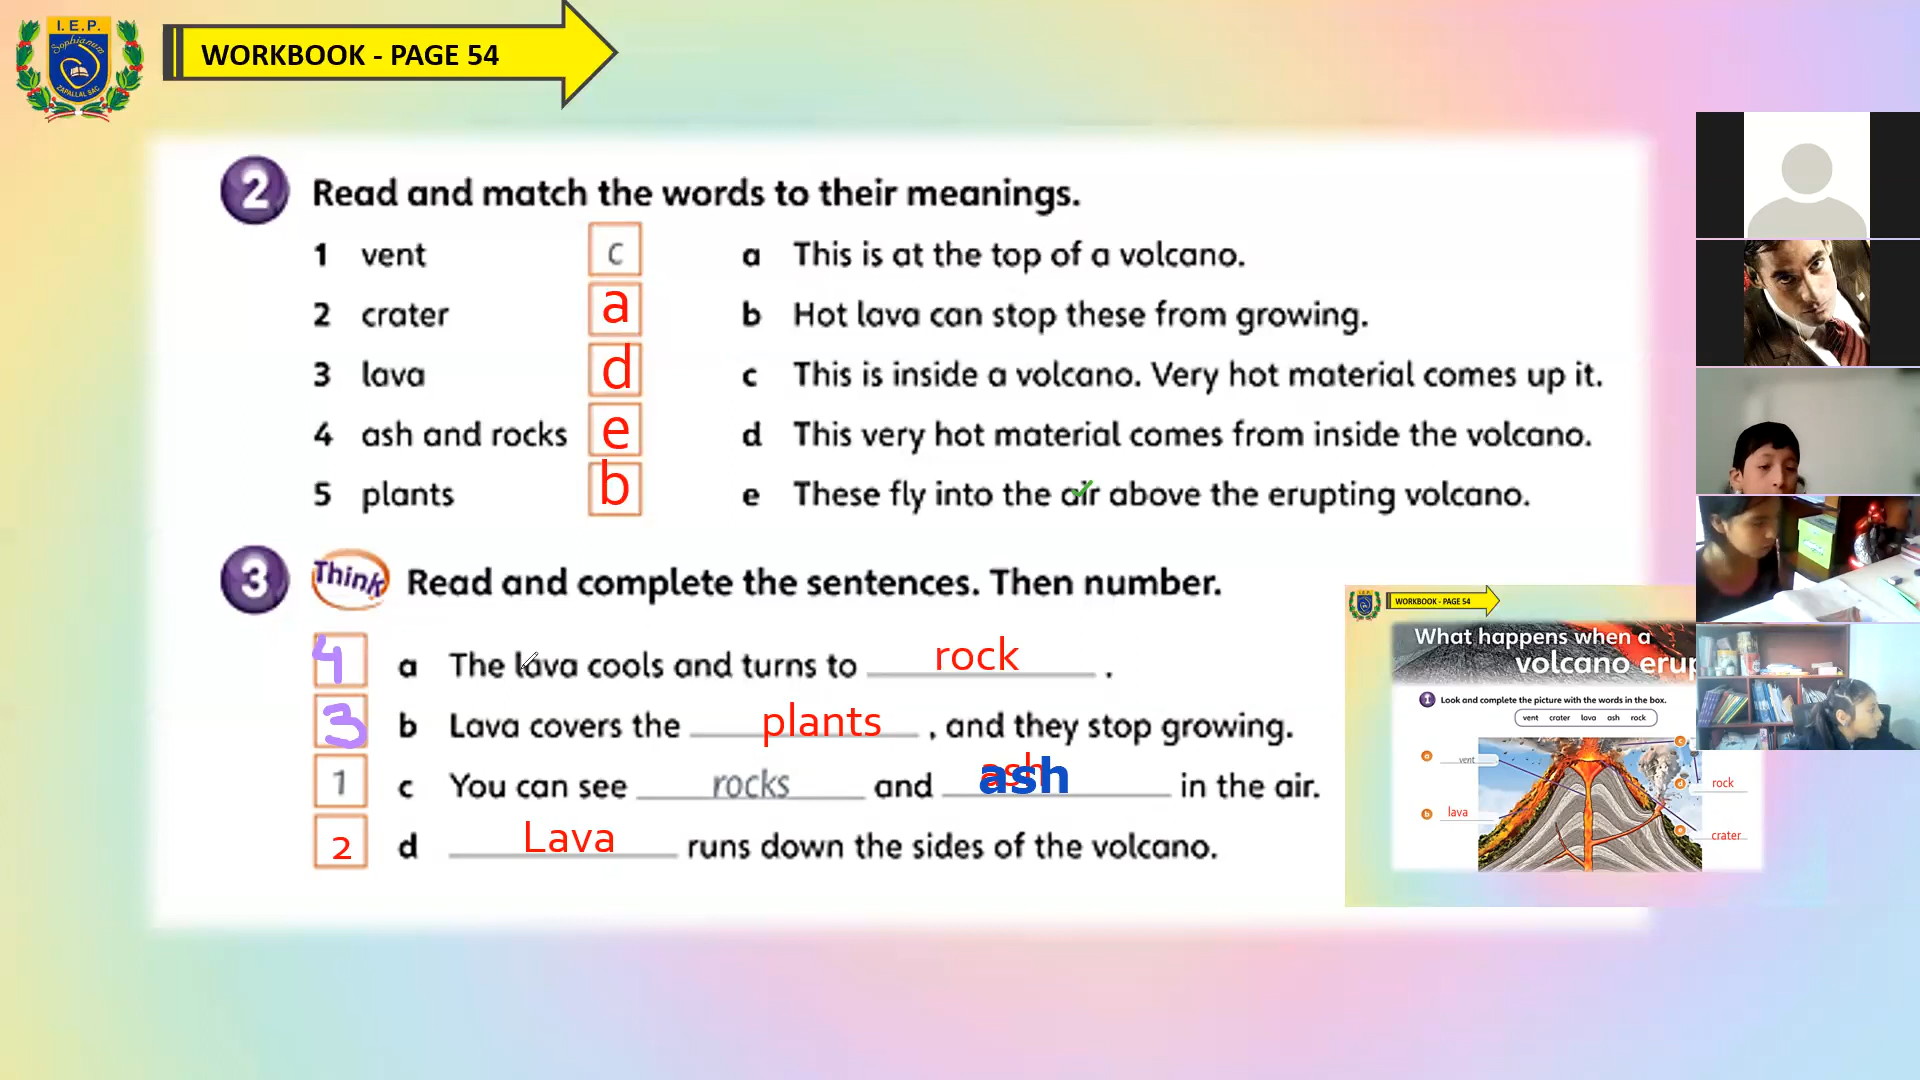 I.E.P.
Sophianum
ZAPALLAL SAC
WORKBOOK - PAGE 54
2 Read and match the words to their meanings.
1 vent c a This is at the top of a volcano.
2 crater a b Hot lava can stop these from growing.
3 lava d c This is inside a volcano. Very hot material comes up it.
4 ash and rocks e d This very hot material comes from inside the volcano.
5 plants b e These fly into the air above the erupting volcano.
3 Think Read and complete the sentences. Then number.
4 a The lava cools and turns to rock .
3 b Lava covers the plants , and they stop growing.
1 c You can see rocks and ash ash in the air.
2 d Lava runs down the sides of the volcano.
WORKBOOK - PAGE 54
What happens when a
volcano erup
1 Look and complete the picture with the words in the box.
vent crater lava ash rock
a vent c
d rock
b lava
e crater